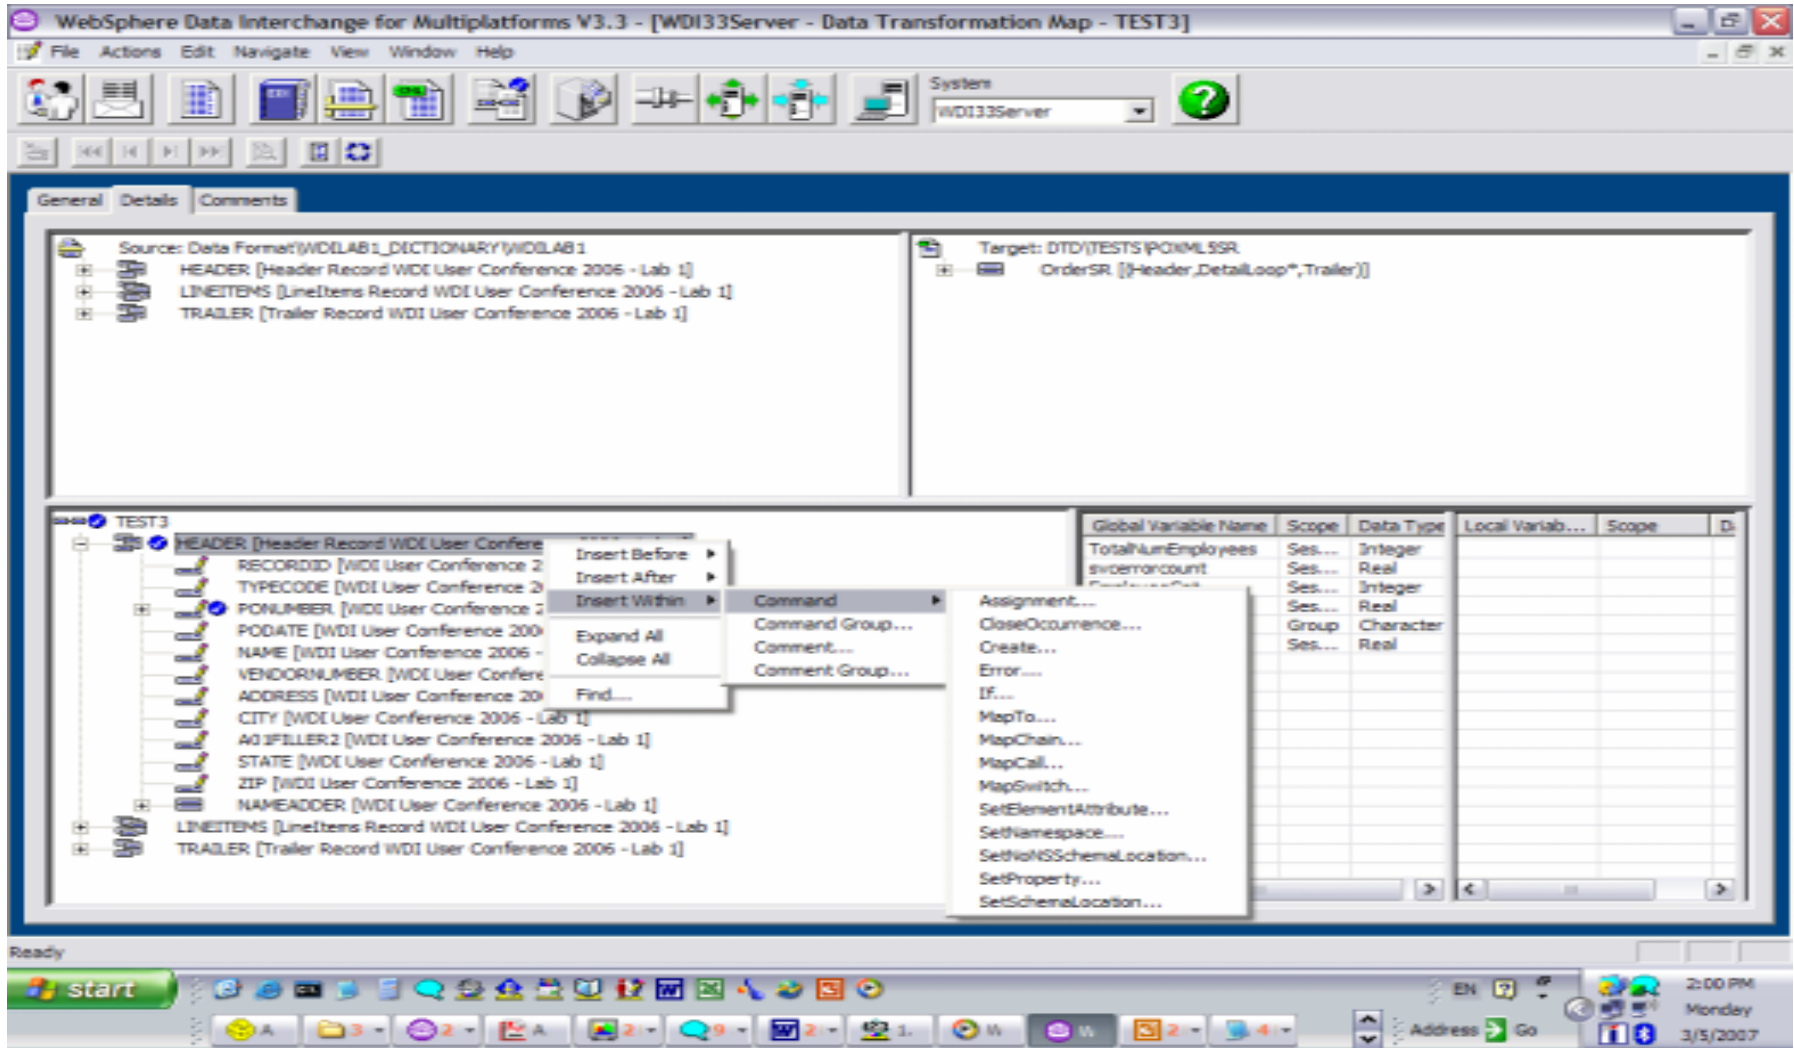 WebSphere Data Interchange for Multiplatforms V3.3 - [WDI33Server - Data Transformation Map - TEST3]
File Actions Edit Navigate View Window Help
System
WDI33Server
General Details Comments
Source: Data Format\WDILAB1_DICTIONARY\WDILAB1
HEADER [Header Record WDI User Conference 2006 - Lab 1]
LINEITEMS [LineItems Record WDI User Conference 2006 - Lab 1]
TRAILER [Trailer Record WDI User Conference 2006 - Lab 1]
Target: DTD\TESTS\POXMLSSR
OrderSR [(Header,DetailLoop*,Trailer)]
TEST3
HEADER [Header Record WDI User Confere
RECORDID [WDI User Conference 2
TYPECODE [WDI User Conference 2
PONUMBER [WDI User Conference 2
PODATE [WDI User Conference 200
NAME [WDI User Conference 2006 -
VENDORNUMBER [WDI User Confere
ADDRESS [WDI User Conference 20
CITY [WDI User Conference 2006 - Lab 1]
A01FILLER2 [WDI User Conference 2006 - Lab 1]
STATE [WDI User Conference 2006 - Lab 1]
ZIP [WDI User Conference 2006 - Lab 1]
NAMEADDER [WDI User Conference 2006 - Lab 1]
LINEITEMS [LineItems Record WDI User Conference 2006 - Lab 1]
TRAILER [Trailer Record WDI User Conference 2006 - Lab 1]
Insert Before
Insert After
Insert Within
Expand All
Collapse All
Find...
Command
Command Group...
Comment...
Comment Group...
Assignment...
CloseOccurrence...
Create...
Error...
If...
MapTo...
MapChain...
MapCall...
MapSwitch...
SetElementAttribute...
SetNamespace...
SetNoNSSchemaLocation...
SetProperty...
SetSchemaLocation...
Global Variable Name Scope Data Type
TotalNumEmployees Ses... Integer
svcerrorcount Ses... Real
Ses... Integer
Ses... Real
Group Character
Ses... Real
Local Variab... Scope D
Ready
start
EN
2:00 PM
Monday
3/5/2007
A 3 2 A 2 9 2 1. W W 2 4
Address Go